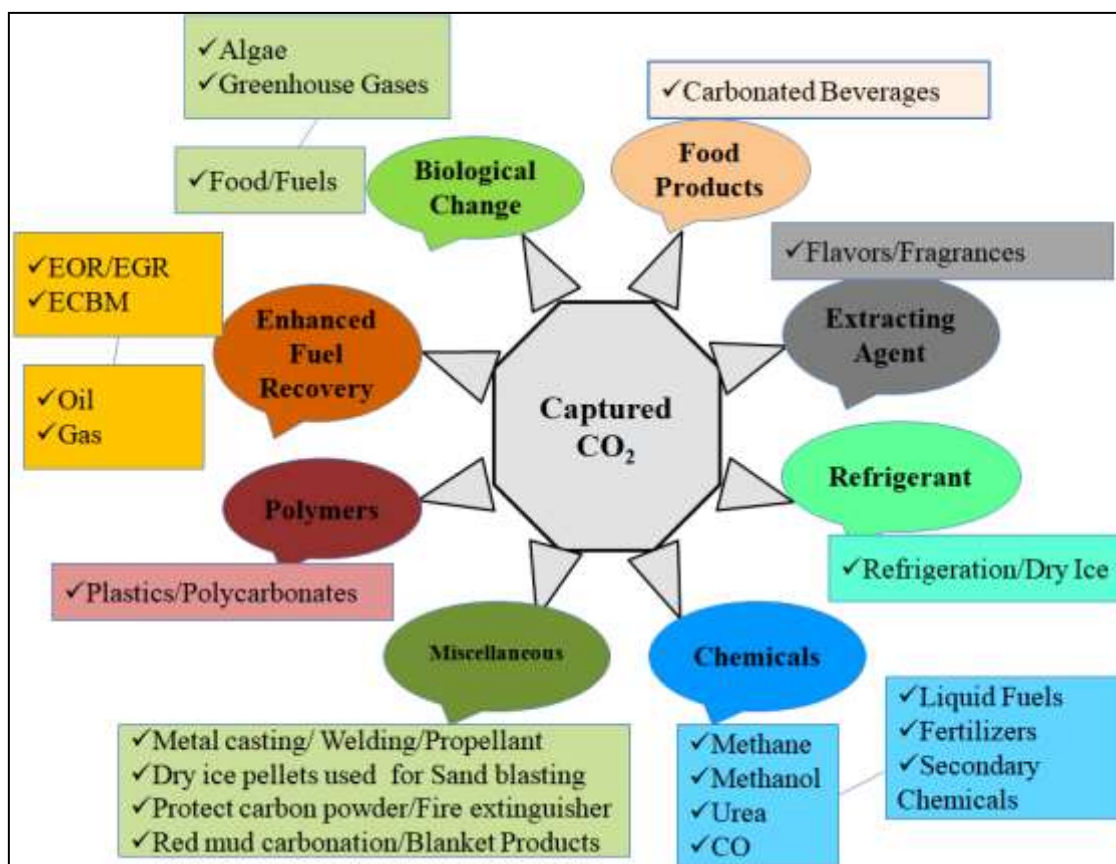 ✓Algae
✓Greenhouse Gases
✓Food/Fuels
Biological
Change
✓Carbonated Beverages
Food
Products
✓Flavors/Fragrances
Extracting
Agent
✓EOR/EGR
✓ECBM
✓Oil
✓Gas
Enhanced
Fuel
Recovery
Captured
CO₂
Refrigerant
✓Refrigeration/Dry Ice
Polymers
✓Plastics/Polycarbonates
Miscellaneous
✓Metal casting/ Welding/Propellant
✓Dry ice pellets used for Sand blasting
✓Protect carbon powder/Fire extinguisher
✓Red mud carbonation/Blanket Products
Chemicals
✓Methane
✓Methanol
✓Urea
✓CO
✓Liquid Fuels
✓Fertilizers
✓Secondary
Chemicals